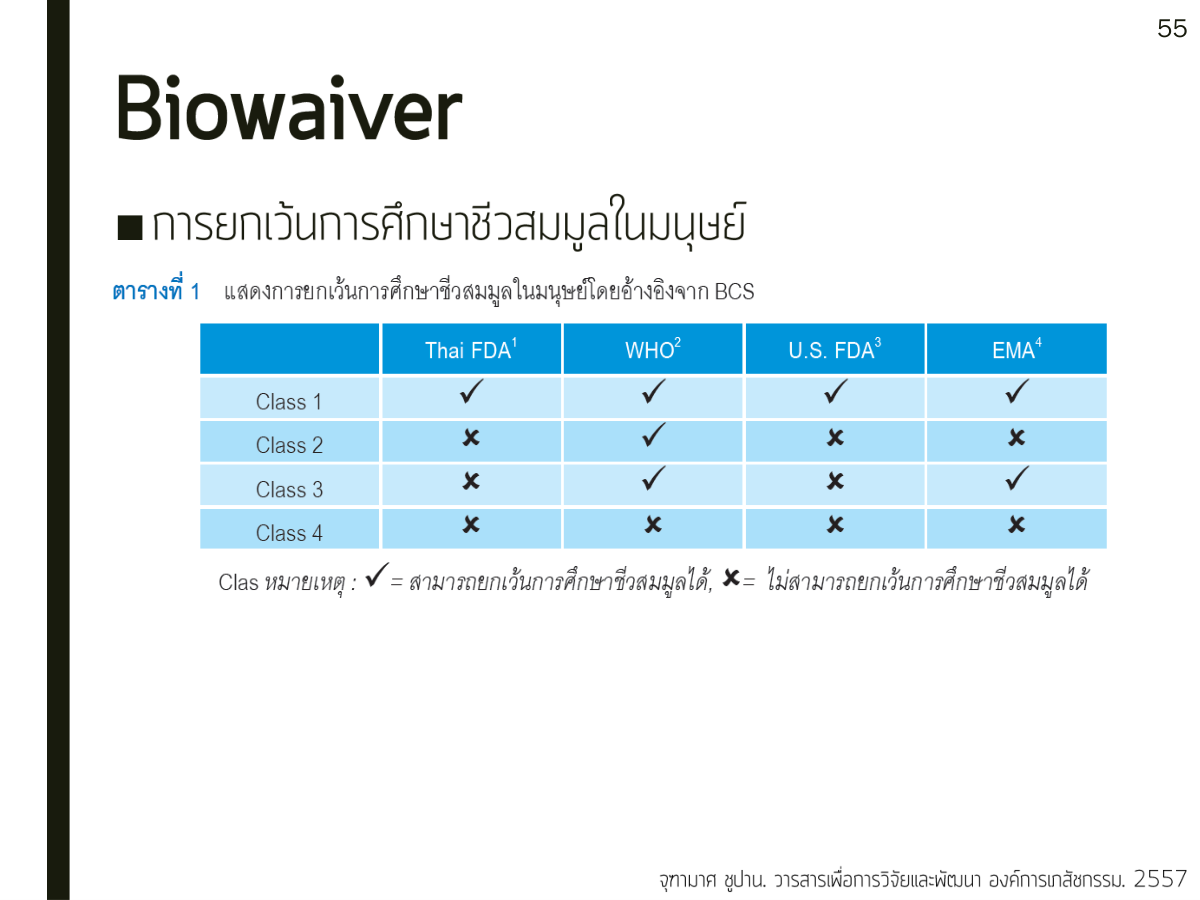 55
Biowaiver
■ การยกเว้นการศึกษาชีวสมมูลในมนุษย์
ตารางที่ 1 แสดงการยกเว้นการศึกษาชีวสมมูลในมนุษย์โดยอ้างอิงจาก BCS
Thai FDA¹ WHO² U.S. FDA³ EMA⁴
Class 1 ✓ ✓ ✓ ✓
Class 2 ✘ ✓ ✘ ✘
Class 3 ✘ ✓ ✘ ✓
Class 4 ✘ ✘ ✘ ✘
Clas หมายเหตุ : ✓ = สามารถยกเว้นการศึกษาชีวสมมูลได้, ✘ = ไม่สามารถยกเว้นการศึกษาชีวสมมูลได้
จุฑามาศ ชูปาน. วารสารเพื่อการวิจัยและพัฒนา องค์การเภสัชกรรม. 2557